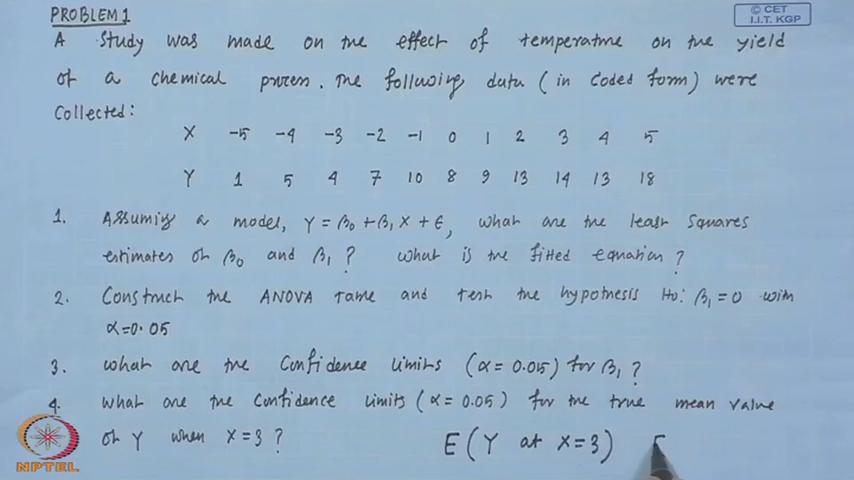 PROBLEM 1
© CET
I.I.T. KGP
A study was made on the effect of temperature on the yield
of a chemical process. The following data (in coded form) were
Collected:
X -5 -4 -3 -2 -1 0 1 2 3 4 5
Y 1 5 4 7 10 8 9 13 14 13 18
1. Assuming a model, Y = β₀ + β₁ X + ϵ, what are the least squares
estimates of β₀ and β₁ ? what is the fitted equation ?
2. Construct the ANOVA table and test the hypothesis H₀: β₁ = 0 with
α=0.05
3. what are the confidence limits (α = 0.05) for β₁ ?
4. what are the confidence limits (α = 0.05) for the true mean value
of Y when X = 3 ? E(Y at X=3)
NPTEL